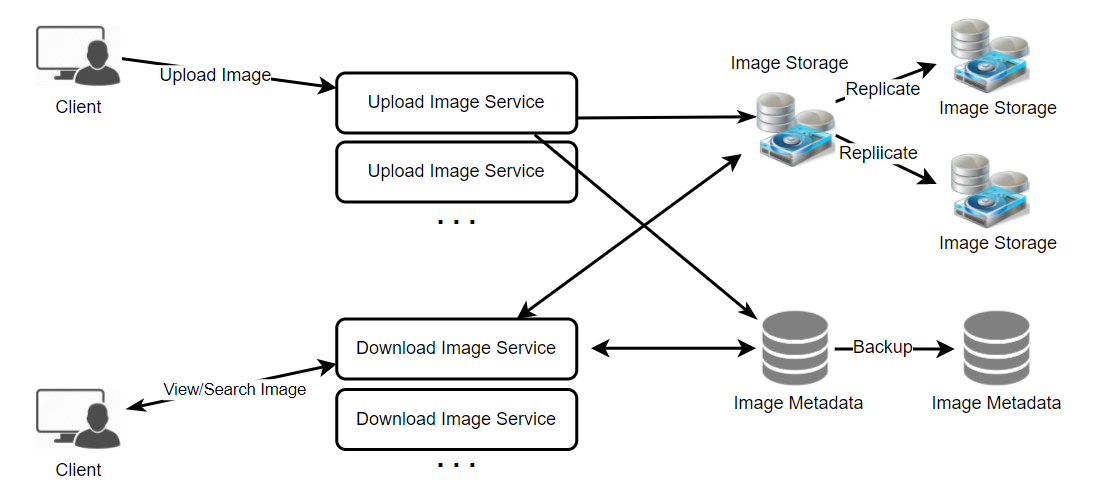 Client
Upload Image
Upload Image Service
Upload Image Service
. . .
Image Storage
Replicate
Repliicate
Image Storage
Image Storage
Client
View/Search Image
Download Image Service
Download Image Service
. . .
Image Metadata
Backup
Image Metadata